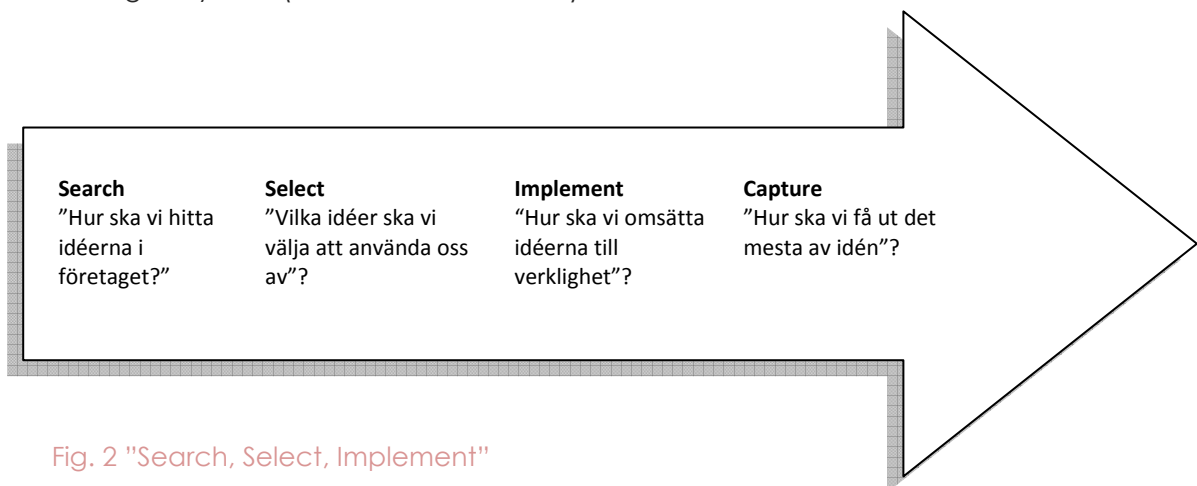 Search
”Hur ska vi hitta
idéerna i
företaget?”
Select
”Vilka idéer ska vi
välja att använda oss
av”?
Implement
“Hur ska vi omsätta
idéerna till
verklighet”?
Capture
”Hur ska vi få ut det
mesta av idén”?
Fig. 2 ”Search, Select, Implement”